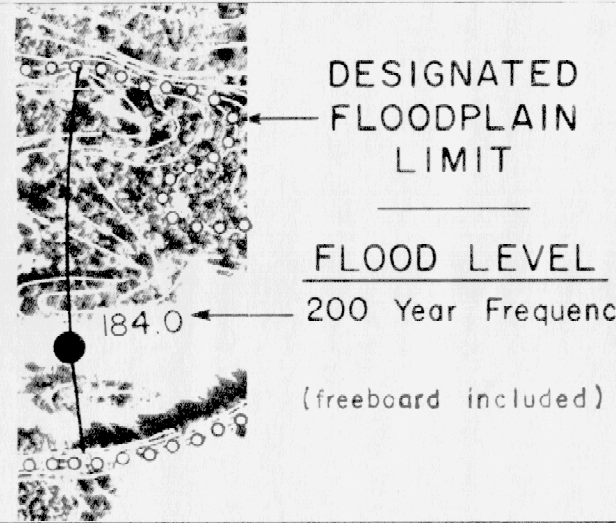 DESIGNATED
FLOODPLAIN
LIMIT
FLOOD LEVEL
184.0
200 Year Frequenc
(freeboard included)